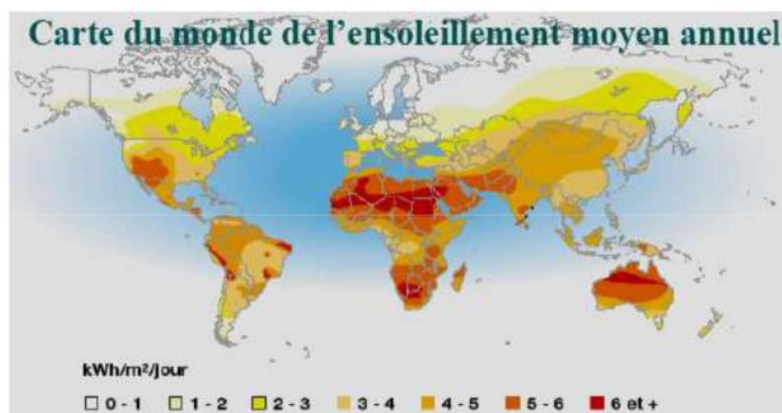 Carte du monde de l'ensoleillement moyen annuel
kWh/m²/jour
0 - 1 1 - 2 2 - 3 3 - 4 4 - 5 5 - 6 6 et +